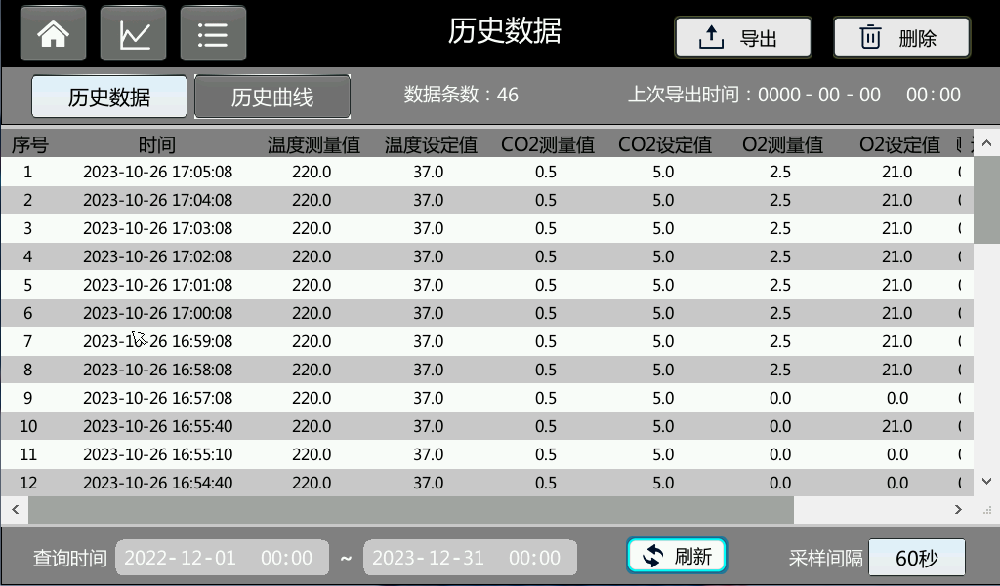 历史数据 导出 删除
历史数据 历史曲线 数据条数：46 上次导出时间：0000-00-00 00:00
序号 时间 温度测量值 温度设定值 CO2测量值 CO2设定值 O2测量值 O2设定值
1 2023-10-26 17:05:08 220.0 37.0 0.5 5.0 2.5 21.0
2 2023-10-26 17:04:08 220.0 37.0 0.5 5.0 2.5 21.0
3 2023-10-26 17:03:08 220.0 37.0 0.5 5.0 2.5 21.0
4 2023-10-26 17:02:08 220.0 37.0 0.5 5.0 2.5 21.0
5 2023-10-26 17:01:08 220.0 37.0 0.5 5.0 2.5 21.0
6 2023-10-26 17:00:08 220.0 37.0 0.5 5.0 2.5 21.0
7 2023-10-26 16:59:08 220.0 37.0 0.5 5.0 2.5 21.0
8 2023-10-26 16:58:08 220.0 37.0 0.5 5.0 2.5 21.0
9 2023-10-26 16:57:08 220.0 37.0 0.5 5.0 0.0 0.0
10 2023-10-26 16:55:40 220.0 37.0 0.5 5.0 0.0 21.0
11 2023-10-26 16:55:10 220.0 37.0 0.5 5.0 0.0 0.0
12 2023-10-26 16:54:40 220.0 37.0 0.5 5.0 0.0 0.0
查询时间 2022-12-01 00:00 ~ 2023-12-31 00:00 刷新 采样间隔 60秒